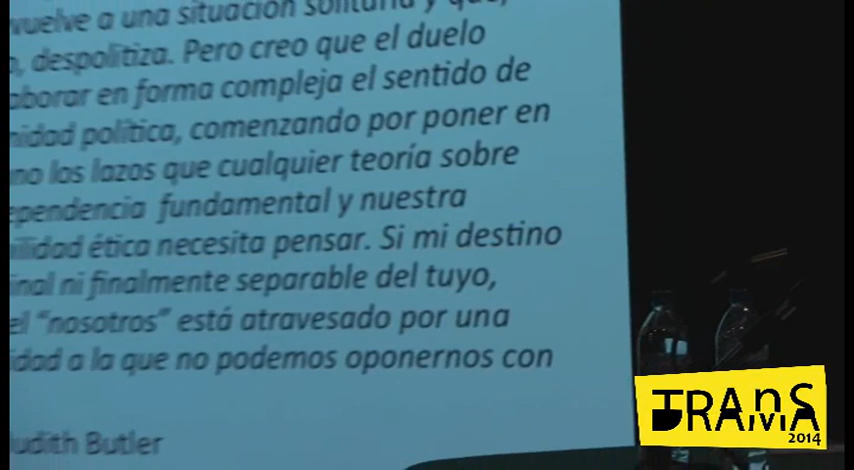 vuelve a una situación solitaria y que,
o, despolitiza. Pero creo que el duelo
aborar en forma compleja el sentido de
nidad política, comenzando por poner en
no los lazos que cualquier teoría sobre
ependencia fundamental y nuestra
ilidad ética necesita pensar. Si mi destino
inal ni finalmente separable del tuyo,
el “nosotros” está atravesado por una
idad a la que no podemos oponernos con
udith Butler
TRAnS
MA
2014